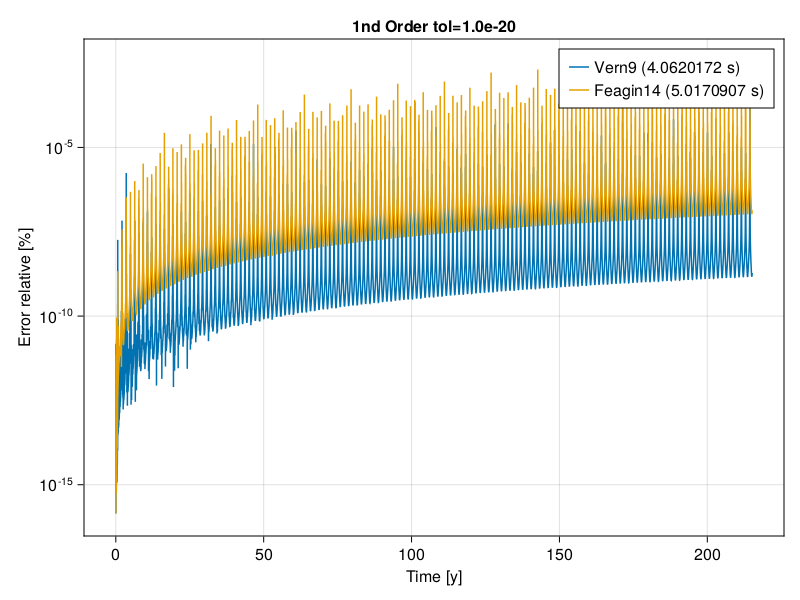 1nd Order tol=1.0e-20
Vern9 (4.0620172 s)
Feagin14 (5.0170907 s)
Error relative [%]
10⁻⁵
10⁻¹⁰
10⁻¹⁵
0 50 100 150 200
Time [y]